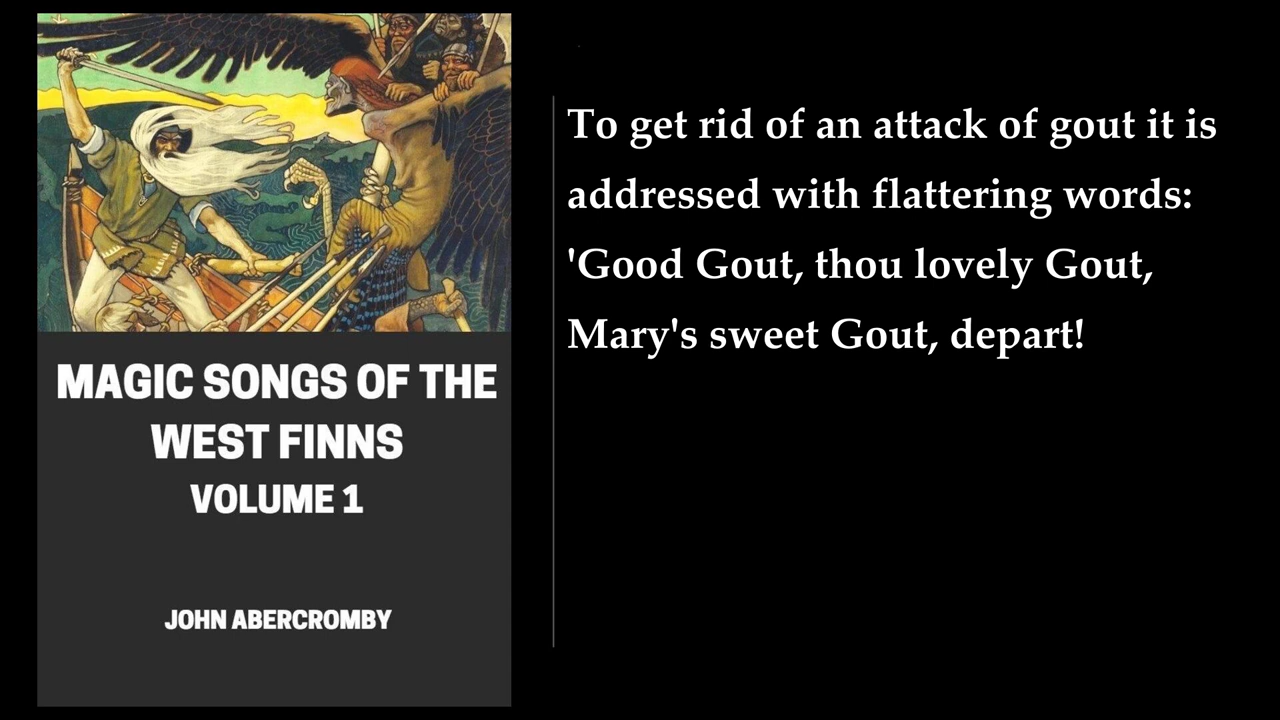 MAGIC SONGS OF THE
WEST FINNS
VOLUME 1
JOHN ABERCROMBY
To get rid of an attack of gout it is
addressed with flattering words:
'Good Gout, thou lovely Gout,
Mary's sweet Gout, depart!